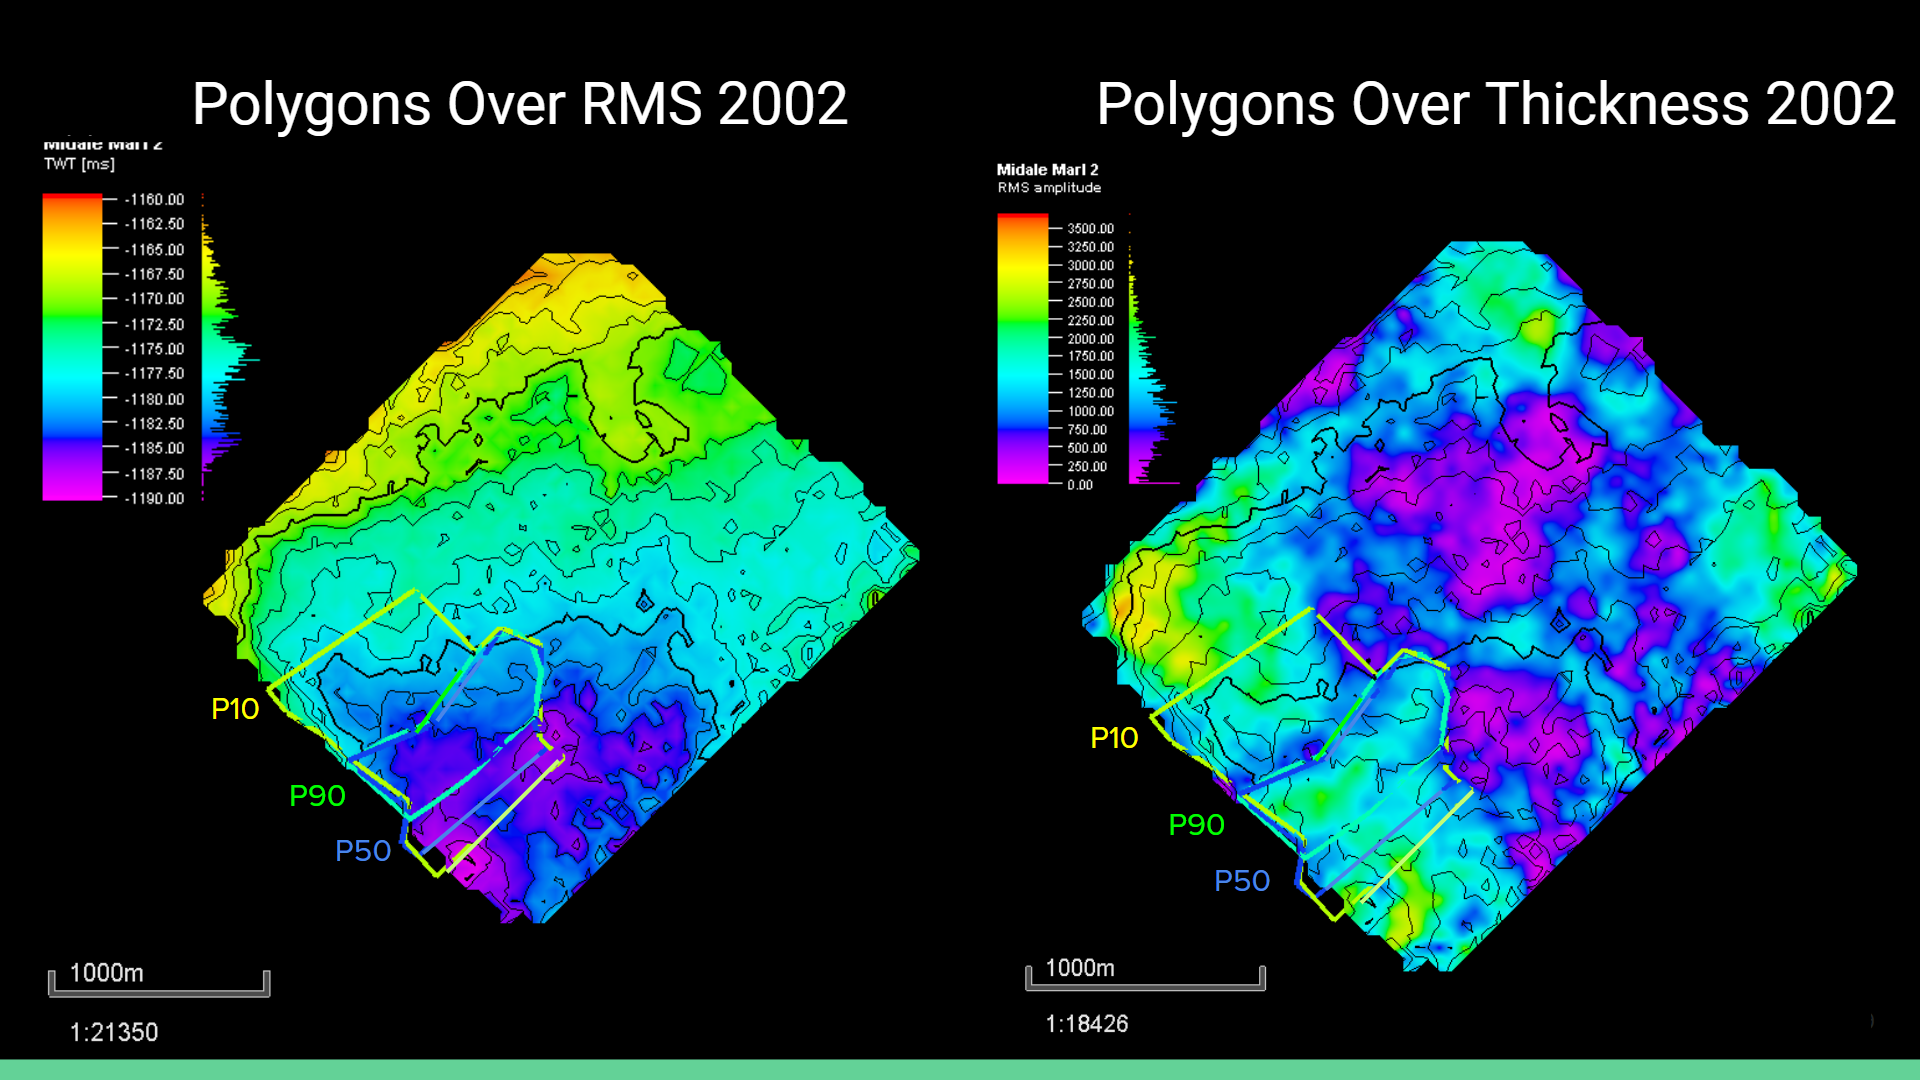 Polygons Over RMS 2002
Midale Marl 2
TWT [ms]
-1160.00
-1162.50
-1165.00
-1167.50
-1170.00
-1172.50
-1175.00
-1177.50
-1180.00
-1182.50
-1185.00
-1187.50
-1190.00
P10
P90
P50
1000m
1:21350
Polygons Over Thickness 2002
Midale Marl 2
RMS amplitude
3500.00
3250.00
3000.00
2750.00
2500.00
2250.00
2000.00
1750.00
1500.00
1250.00
1000.00
750.00
500.00
250.00
0.00
P10
P90
P50
1000m
1:18426